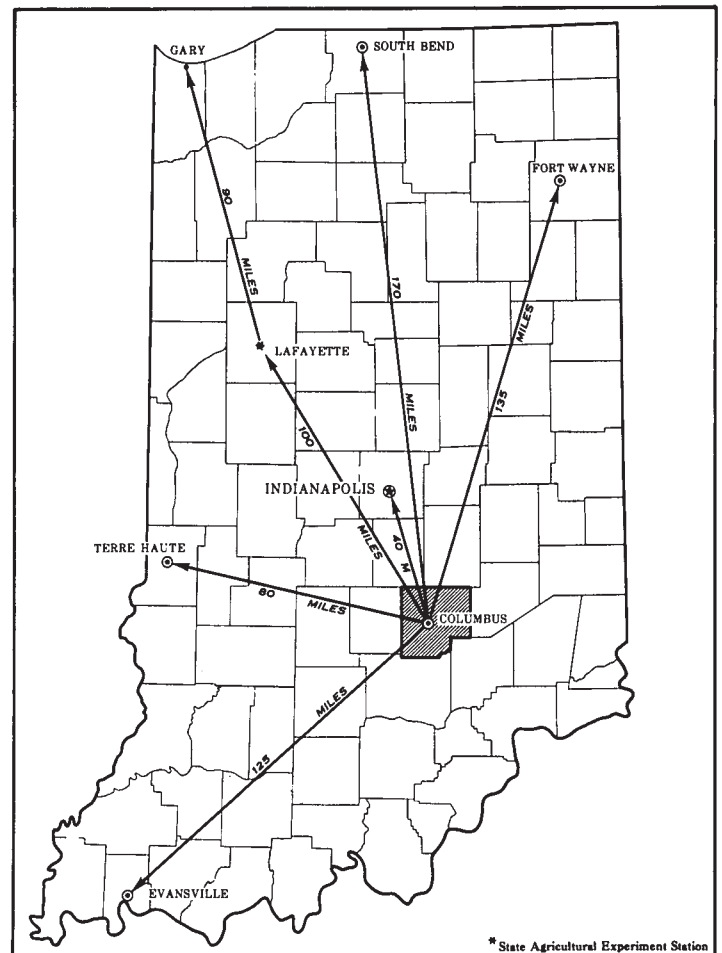 GARY
SOUTH BEND
FORT WAYNE
90 MILES
170 MILES
135 MILES
* LAFAYETTE
100 MILES
INDIANAPOLIS
40 M
TERRE HAUTE
80 MILES
COLUMBUS
125 MILES
EVANSVILLE
* State Agricultural Experiment Station